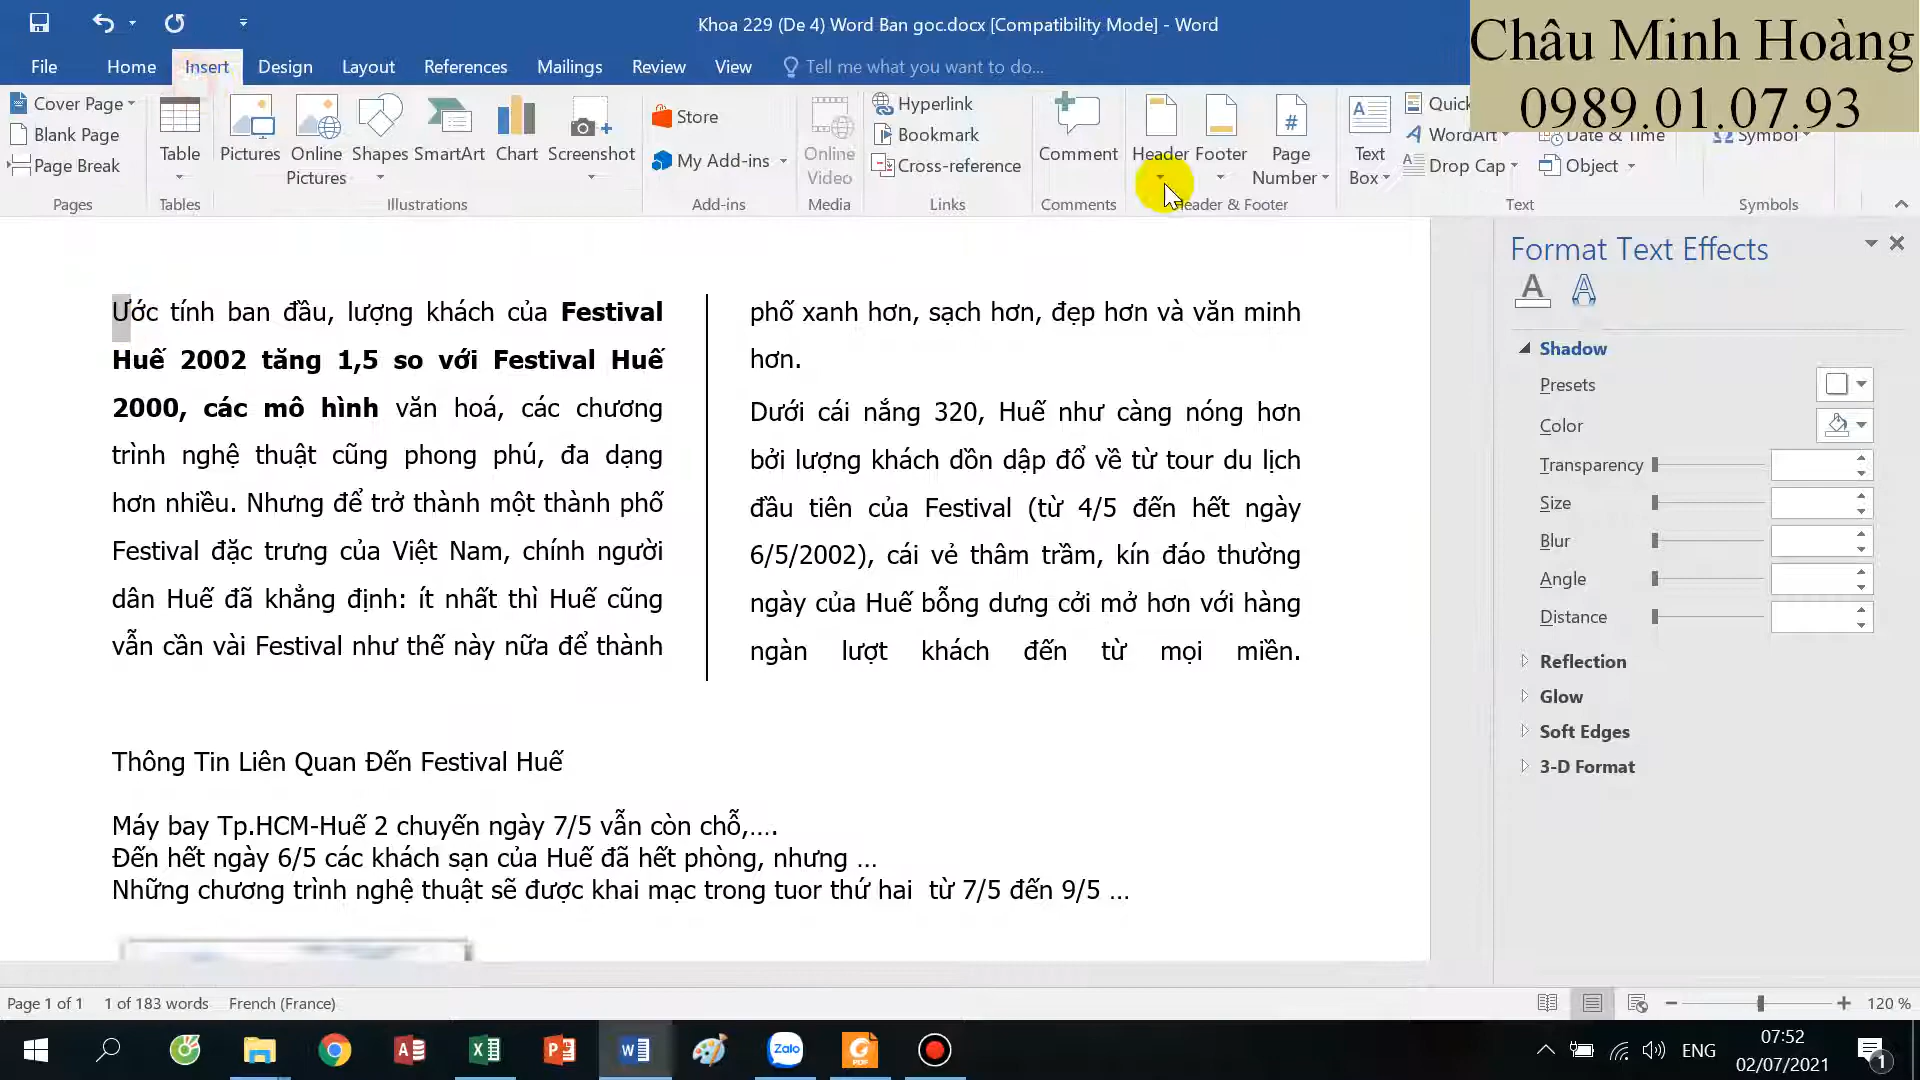 Khoa 229 (De 4) Word Ban goc.docx [Compatibility Mode] - Word
Châu Minh Hoàng
0989.01.07.93
File Home Insert Design Layout References Mailings Review View Tell me what you want to do...
Cover Page
Blank Page
Page Break
Pages
Table
Tables
Pictures
Online Pictures
Shapes
SmartArt
Chart
Screenshot
Illustrations
Store
My Add-ins
Add-ins
Online Video
Media
Hyperlink
Bookmark
Cross-reference
Links
Comment
Comments
Header
Footer
Page Number
Header & Footer
Text Box
Quick
WordArt
Drop Cap
Date & Time
Object
Text
Symbol
Symbols
Ước tính ban đầu, lượng khách của Festival
Huế 2002 tăng 1,5 so với Festival Huế
2000, các mô hình văn hoá, các chương
trình nghệ thuật cũng phong phú, đa dạng
hơn nhiều. Nhưng để trở thành một thành phố
Festival đặc trưng của Việt Nam, chính người
dân Huế đã khẳng định: ít nhất thì Huế cũng
vẫn cần vài Festival như thế này nữa để thành
phố xanh hơn, sạch hơn, đẹp hơn và văn minh
hơn.
Dưới cái nắng 320, Huế như càng nóng hơn
bởi lượng khách dồn dập đổ về từ tour du lịch
đầu tiên của Festival (từ 4/5 đến hết ngày
6/5/2002), cái vẻ thâm trầm, kín đáo thường
ngày của Huế bỗng dưng cởi mở hơn với hàng
ngàn lượt khách đến từ mọi miền.
Thông Tin Liên Quan Đến Festival Huế
Máy bay Tp.HCM-Huế 2 chuyến ngày 7/5 vẫn còn chỗ,....
Đến hết ngày 6/5 các khách sạn của Huế đã hết phòng, nhưng ...
Những chương trình nghệ thuật sẽ được khai mạc trong tuor thứ hai  từ 7/5 đến 9/5 ...
Format Text Effects
Shadow
Presets
Color
Transparency
Size
Blur
Angle
Distance
Reflection
Glow
Soft Edges
3-D Format
Page 1 of 1 1 of 183 words French (France)
120 %
Zalo
PDF
ENG
07:52
02/07/2021
1